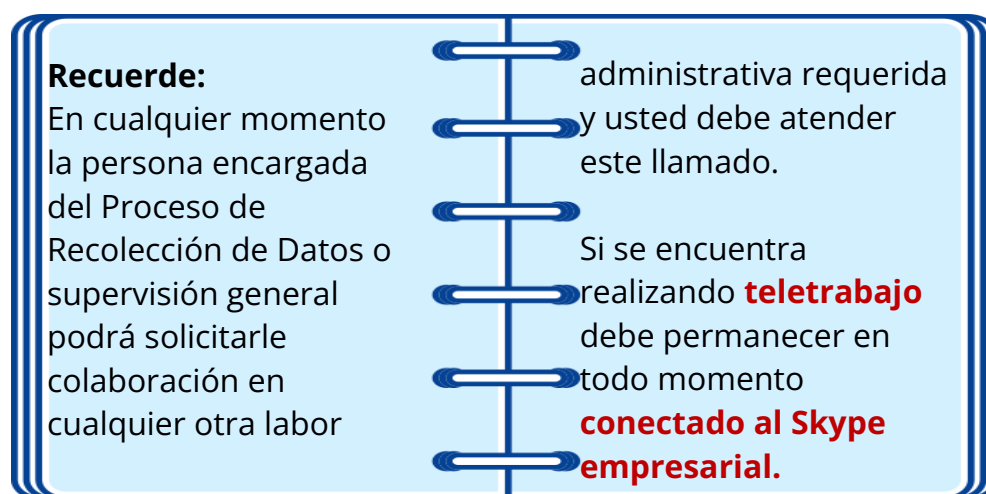 Recuerde:
En cualquier momento
la persona encargada
del Proceso de
Recolección de Datos o
supervisión general
podrá solicitarle
colaboración en
cualquier otra labor
administrativa requerida
y usted debe atender
este llamado.
Si se encuentra
realizando teletrabajo
debe permanecer en
todo momento
conectado al Skype
empresarial.